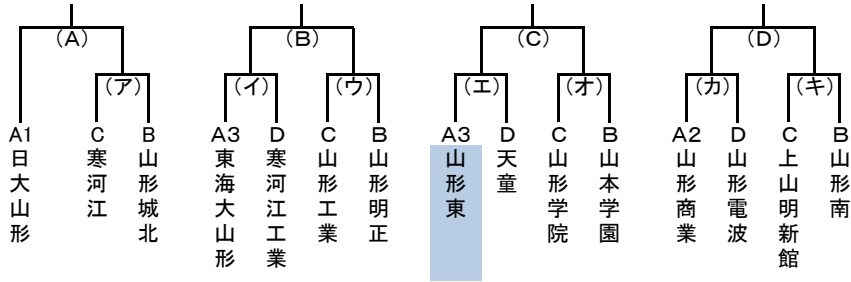 (A) (B) (C) (D)
(ア) (イ) (ウ) (エ) (オ) (カ) (キ)
A1 C B A3 D C B A3 D C B A2 D C B
日大山形
寒河江
山形城北
東海大山形
寒河江工業
山形工業
山形明正
山形東
天童
山形学院
山本学園
山形商業
山形電波
上山明新館
山形南